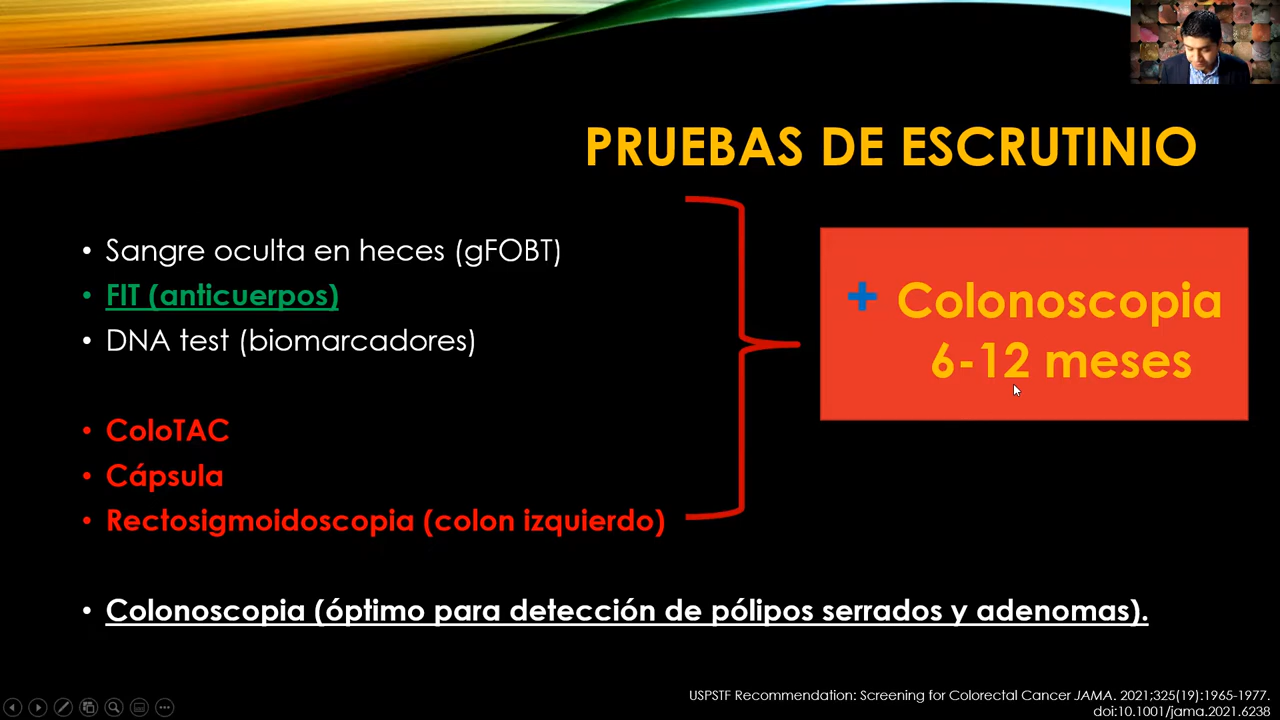 PRUEBAS DE ESCRUTINIO
• Sangre oculta en heces (gFOBT)
• FIT (anticuerpos)
• DNA test (biomarcadores)
• ColoTAC
• Cápsula
• Rectosigmoidoscopia (colon izquierdo)
+ Colonoscopia
6-12 meses
• Colonoscopia (óptimo para detección de pólipos serrados y adenomas).
USPSTF Recommendation: Screening for Colorectal Cancer JAMA. 2021;325(19):1965-1977.
doi:10.1001/jama.2021.6238